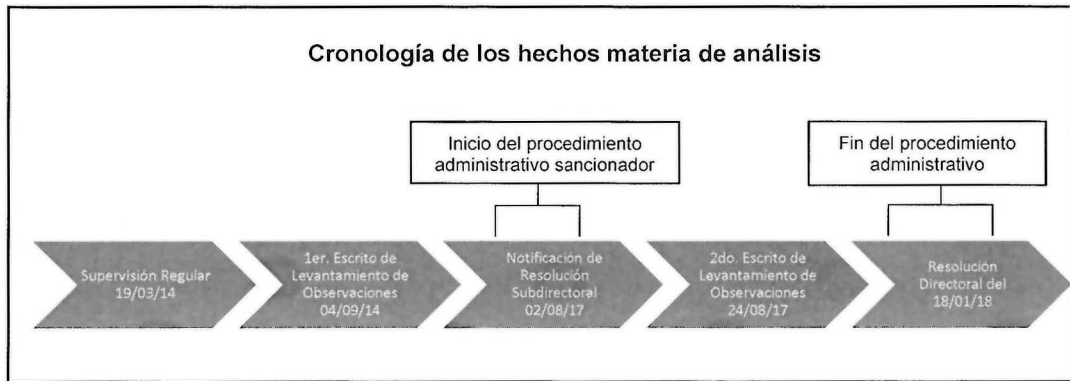 Cronología de los hechos materia de análisis
Inicio del procedimiento
administrativo sancionador
Fin del procedimiento
administrativo
Supervisión Regular
19/03/14
1er. Escrito de
Levantamiento de
Observaciones
04/09/14
Notificación de
Resolución
Subdirectoral
02/08/17
2do. Escrito de
Levantamiento de
Observaciones
24/08/17
Resolución
Directoral del
18/01/18